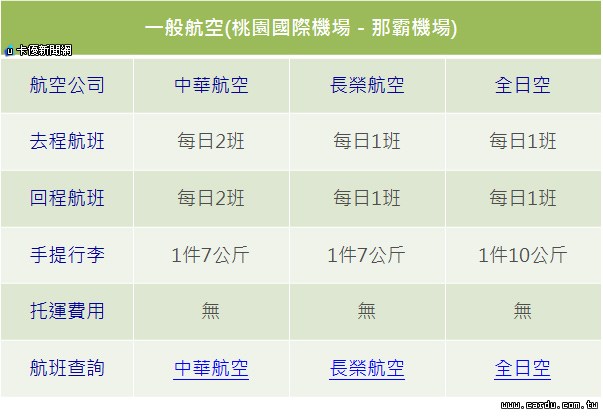 一般航空(桃園國際機場 - 那霸機場)
卡優新聞網
航空公司 中華航空 長榮航空 全日空
去程航班 每日2班 每日1班 每日1班
回程航班 每日2班 每日1班 每日1班
手提行李 1件7公斤 1件7公斤 1件10公斤
托運費用 無 無 無
航班查詢 中華航空 長榮航空 全日空
www.cardu.com.tw